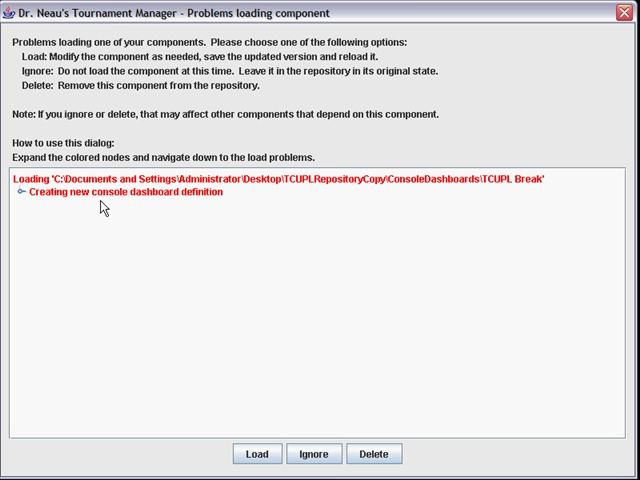 Dr. Neau's Tournament Manager - Problems loading component
Problems loading one of your components.  Please choose one of the following options:
Load: Modify the component as needed, save the updated version and reload it.
Ignore:  Do not load the component at this time.  Leave it in the repository in its original state.
Delete:  Remove this component from the repository.
Note: If you ignore or delete, that may affect other components that depend on this component.
How to use this dialog:
Expand the colored nodes and navigate down to the load problems.
Loading 'C:\Documents and Settings\Administrator\Desktop\TCUPLRepositoryCopy\ConsoleDashboards\TCUPL Break'
Creating new console dashboard definition
Load
Ignore
Delete